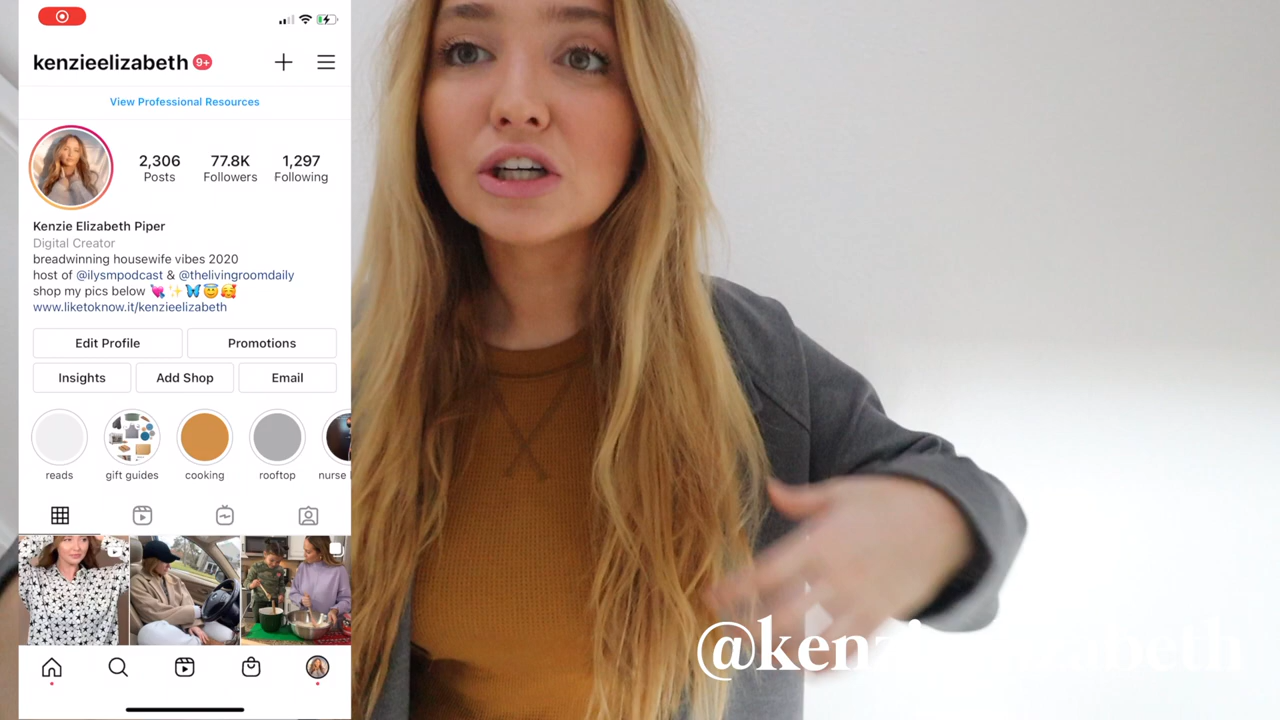 kenzieelizabeth 9+
View Professional Resources
2,306 77.8K 1,297
Posts Followers Following
Kenzie Elizabeth Piper
Digital Creator
breadwinning housewife vibes 2020
host of @ilysmpodcast & @thelivingroomdaily
shop my pics below 💘✨🦋😇🥰
www.liketoknow.it/kenzieelizabeth
Edit Profile Promotions
Insights Add Shop Email
reads gift guides cooking rooftop nurse
@kenzieelizabeth